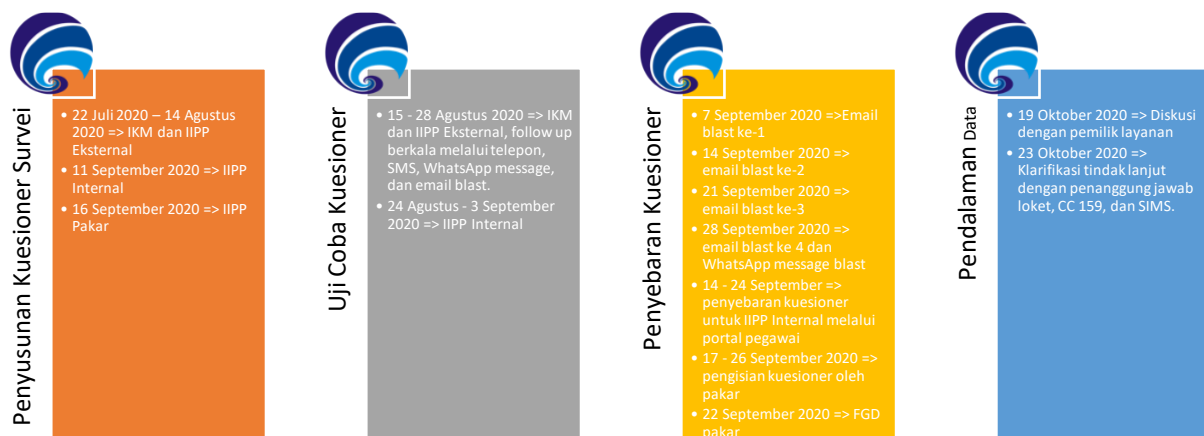 Penyusunan Kuesioner Survei
• 22 Juli 2020 – 14 Agustus
2020 => IKM dan IIPP
Eksternal
• 11 September 2020 => IIPP
Internal
• 16 September 2020 => IIPP
Pakar
Uji Coba Kuesioner
• 15 - 28 Agustus 2020 => IKM
dan IIPP Eksternal, follow up
berkala melalui telepon,
SMS, WhatsApp message,
dan email blast.
• 24 Agustus - 3 September
2020 => IIPP Internal
Penyebaran Kuesioner
• 7 September 2020 =>Email
blast ke-1
• 14 September 2020 =>
email blast ke-2
• 21 September 2020 =>
email blast ke-3
• 28 September 2020 =>
email blast ke 4 dan
WhatsApp message blast
• 14 - 24 September =>
penyebaran kuesioner
untuk IIPP Internal melalui
portal pegawai
• 17 - 26 September 2020 =>
pengisian kuesioner oleh
pakar
• 22 September 2020 => FGD
pakar
Pendalaman Data
• 19 Oktober 2020 => Diskusi
dengan pemilik layanan
• 23 Oktober 2020 =>
Klarifikasi tindak lanjut
dengan penanggung jawab
loket, CC 159, dan SIMS.